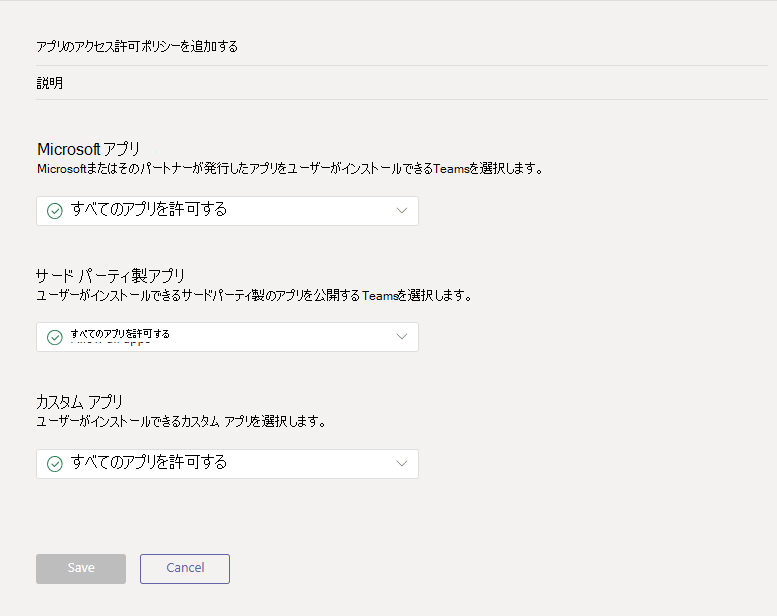 アプリのアクセス許可ポリシーを追加する
説明
Microsoft アプリ
Microsoftまたはそのパートナーが発行したアプリをユーザーがインストールできるTeamsを選択します。
すべてのアプリを許可する
サード パーティ製アプリ
ユーザーがインストールできるサードパーティ製のアプリを公開する Teamsを選択します。
すべてのアプリを許可する
カスタム アプリ
ユーザーがインストールできるカスタム アプリを選択します。
すべてのアプリを許可する
Save
Cancel